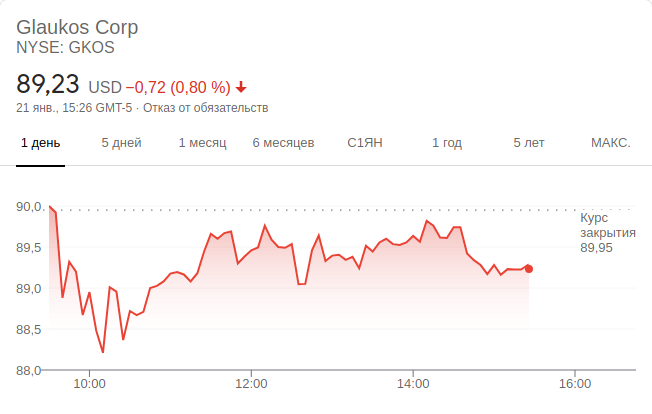 Glaukos Corp
NYSE: GKOS
89,23 USD −0,72 (0,80 %)
21 янв., 15:26 GMT-5 · Отказ от обязательств
1 день 5 дней 1 месяц 6 месяцев С1ЯН 1 год 5 лет МАКС.
90,0
Курс
закрытия
89,95
89,5
89,0
88,5
88,0
10:00 12:00 14:00 16:00